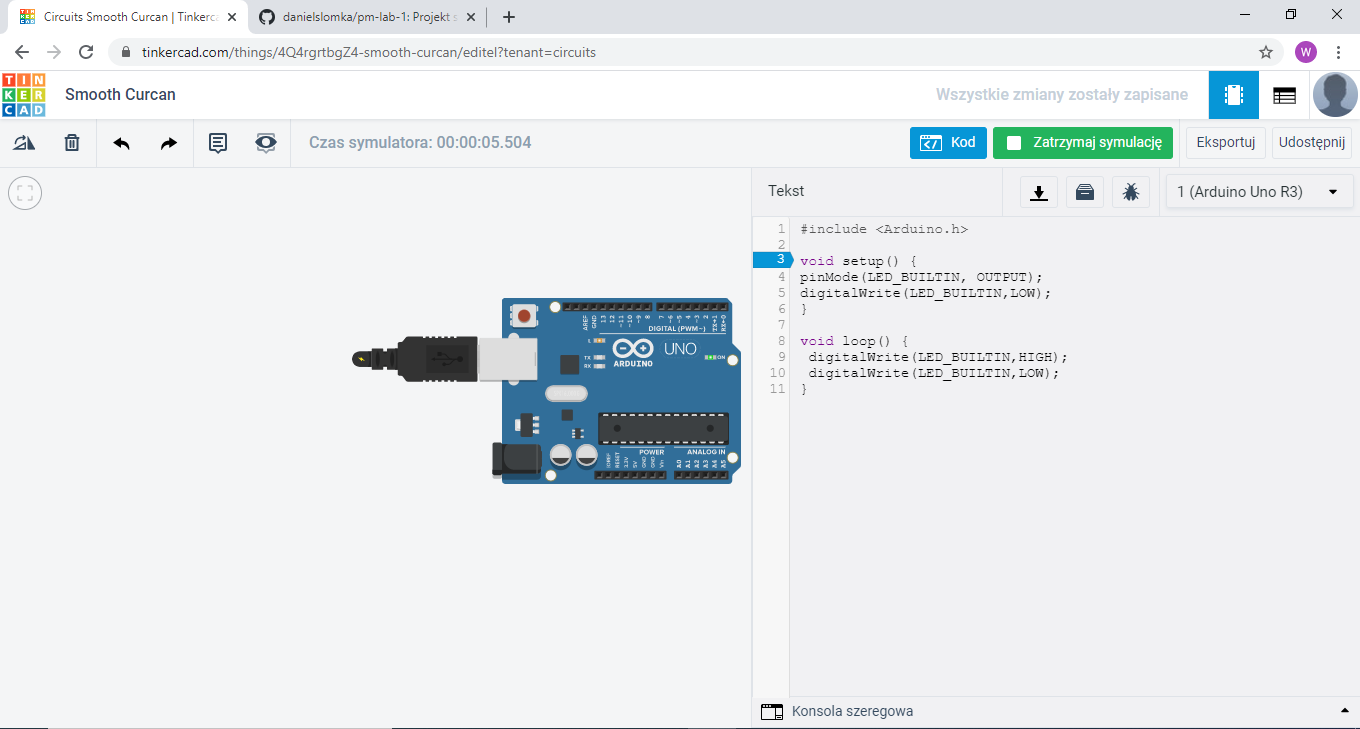 Circuits Smooth Curcan | Tinkerca
danielslomka/pm-lab-1: Projekt s
tinkercad.com/things/4Q4rgrtbgZ4-smooth-curcan/editel?tenant=circuits
W
TIN
KER
CAD
Smooth Curcan
Wszystkie zmiany zostały zapisane
Czas symulatora: 00:00:05.504
Kod
Zatrzymaj symulację
Eksportuj
Udostępnij
Tekst
1 (Arduino Uno R3)
1 #include <Arduino.h>
2
3 void setup() {
4 pinMode(LED_BUILTIN, OUTPUT);
5 digitalWrite(LED_BUILTIN,LOW);
6 }
7
8 void loop() {
9 digitalWrite(LED_BUILTIN,HIGH);
10 digitalWrite(LED_BUILTIN,LOW);
11 }
AREF GND 13 12 ~11 ~10 ~9 8 7 ~6 ~5 4 ~3 2 TX→1 RX←0
DIGITAL (PWM~)
L
TX
RX
UNO
ARDUINO
ON
POWER
ANALOG IN
IOREF RESET 3.3V 5V GND GND A0 A1 A2 A3 A4 A5
Konsola szeregowa